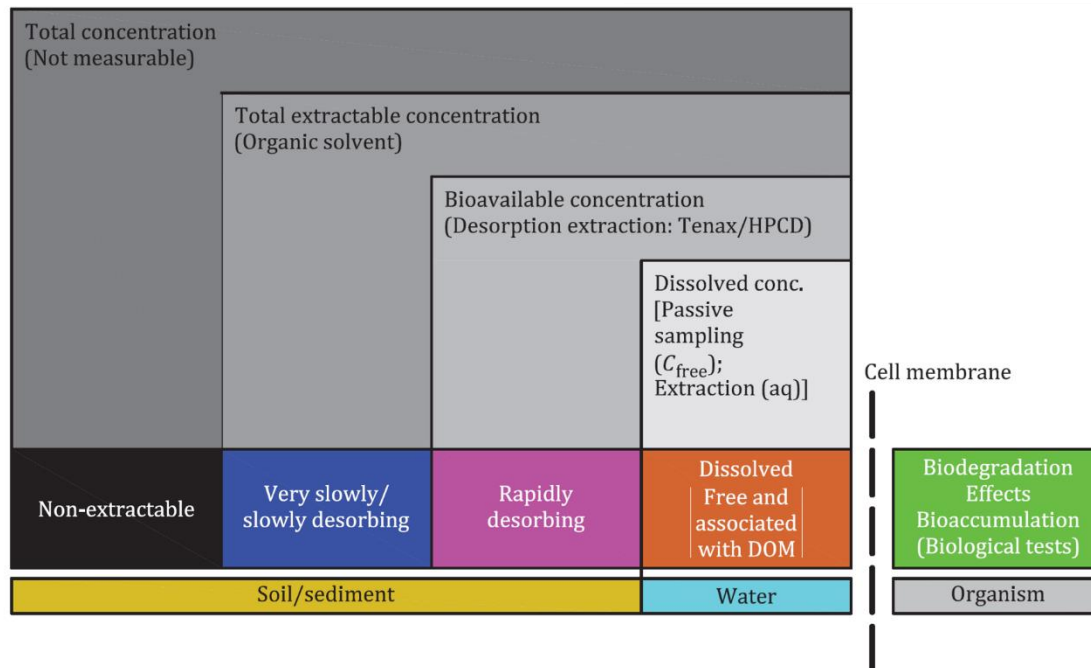 Total concentration
(Not measurable)
Total extractable concentration
(Organic solvent)
Bioavailable concentration
(Desorption extraction: Tenax/HPCD)
Dissolved conc.
[Passive
sampling
(C_free);
Extraction (aq)]
Cell membrane
Non-extractable
Very slowly/
slowly desorbing
Rapidly
desorbing
Dissolved
Free and
associated
with DOM
Biodegradation
Effects
Bioaccumulation
(Biological tests)
Soil/sediment
Water
Organism